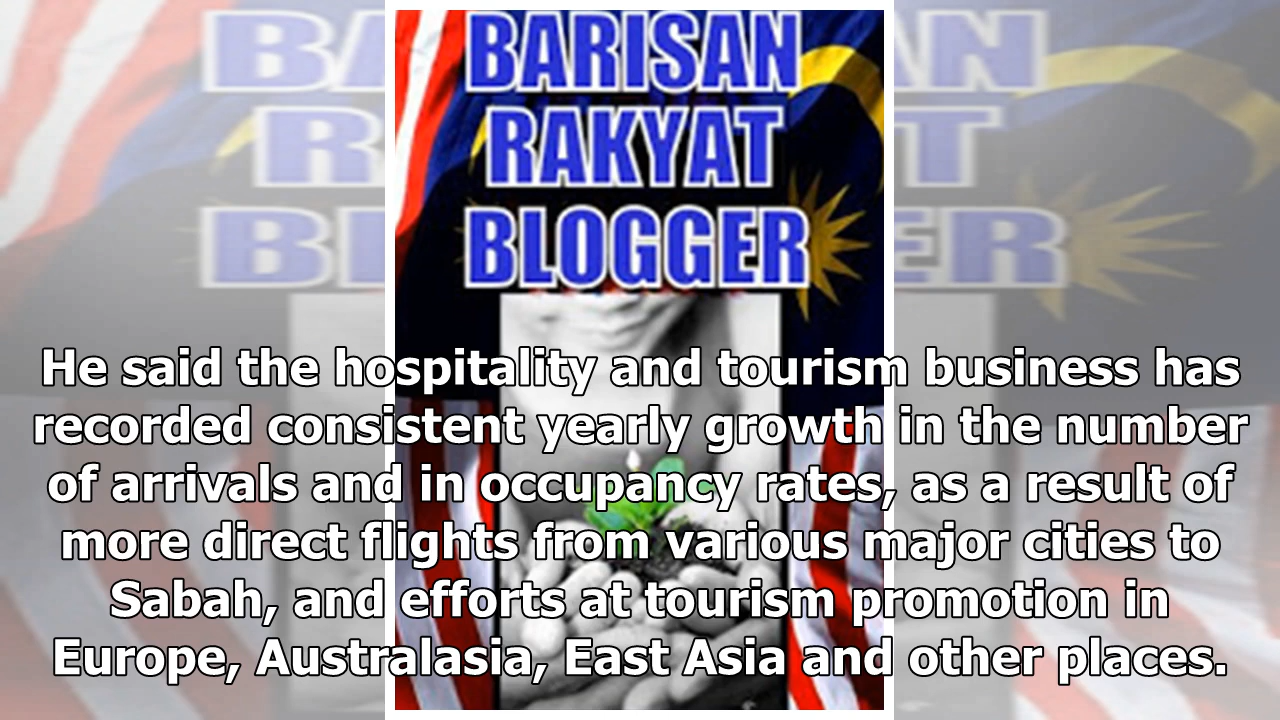 BARISAN
RAKYAT
BLOGGER
He said the hospitality and tourism business has
recorded consistent yearly growth in the number
of arrivals and in occupancy rates, as a result of
more direct flights from various major cities to
Sabah, and efforts at tourism promotion in
Europe, Australasia, East Asia and other places.